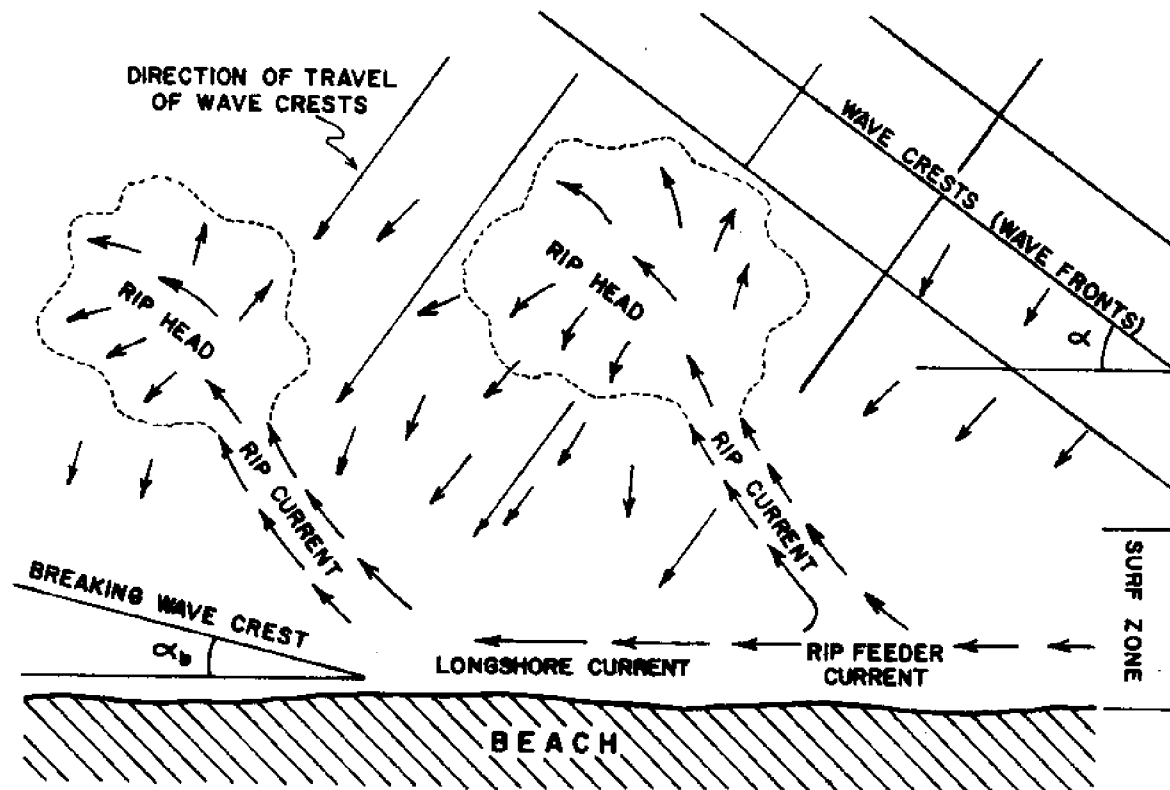 DIRECTION OF TRAVEL
OF WAVE CRESTS
WAVE CRESTS (WAVE FRONTS)
α
RIP HEAD
RIP HEAD
RIP CURRENT
RIP CURRENT
BREAKING WAVE CREST
αb
LONGSHORE CURRENT
RIP FEEDER
CURRENT
SURF ZONE
BEACH